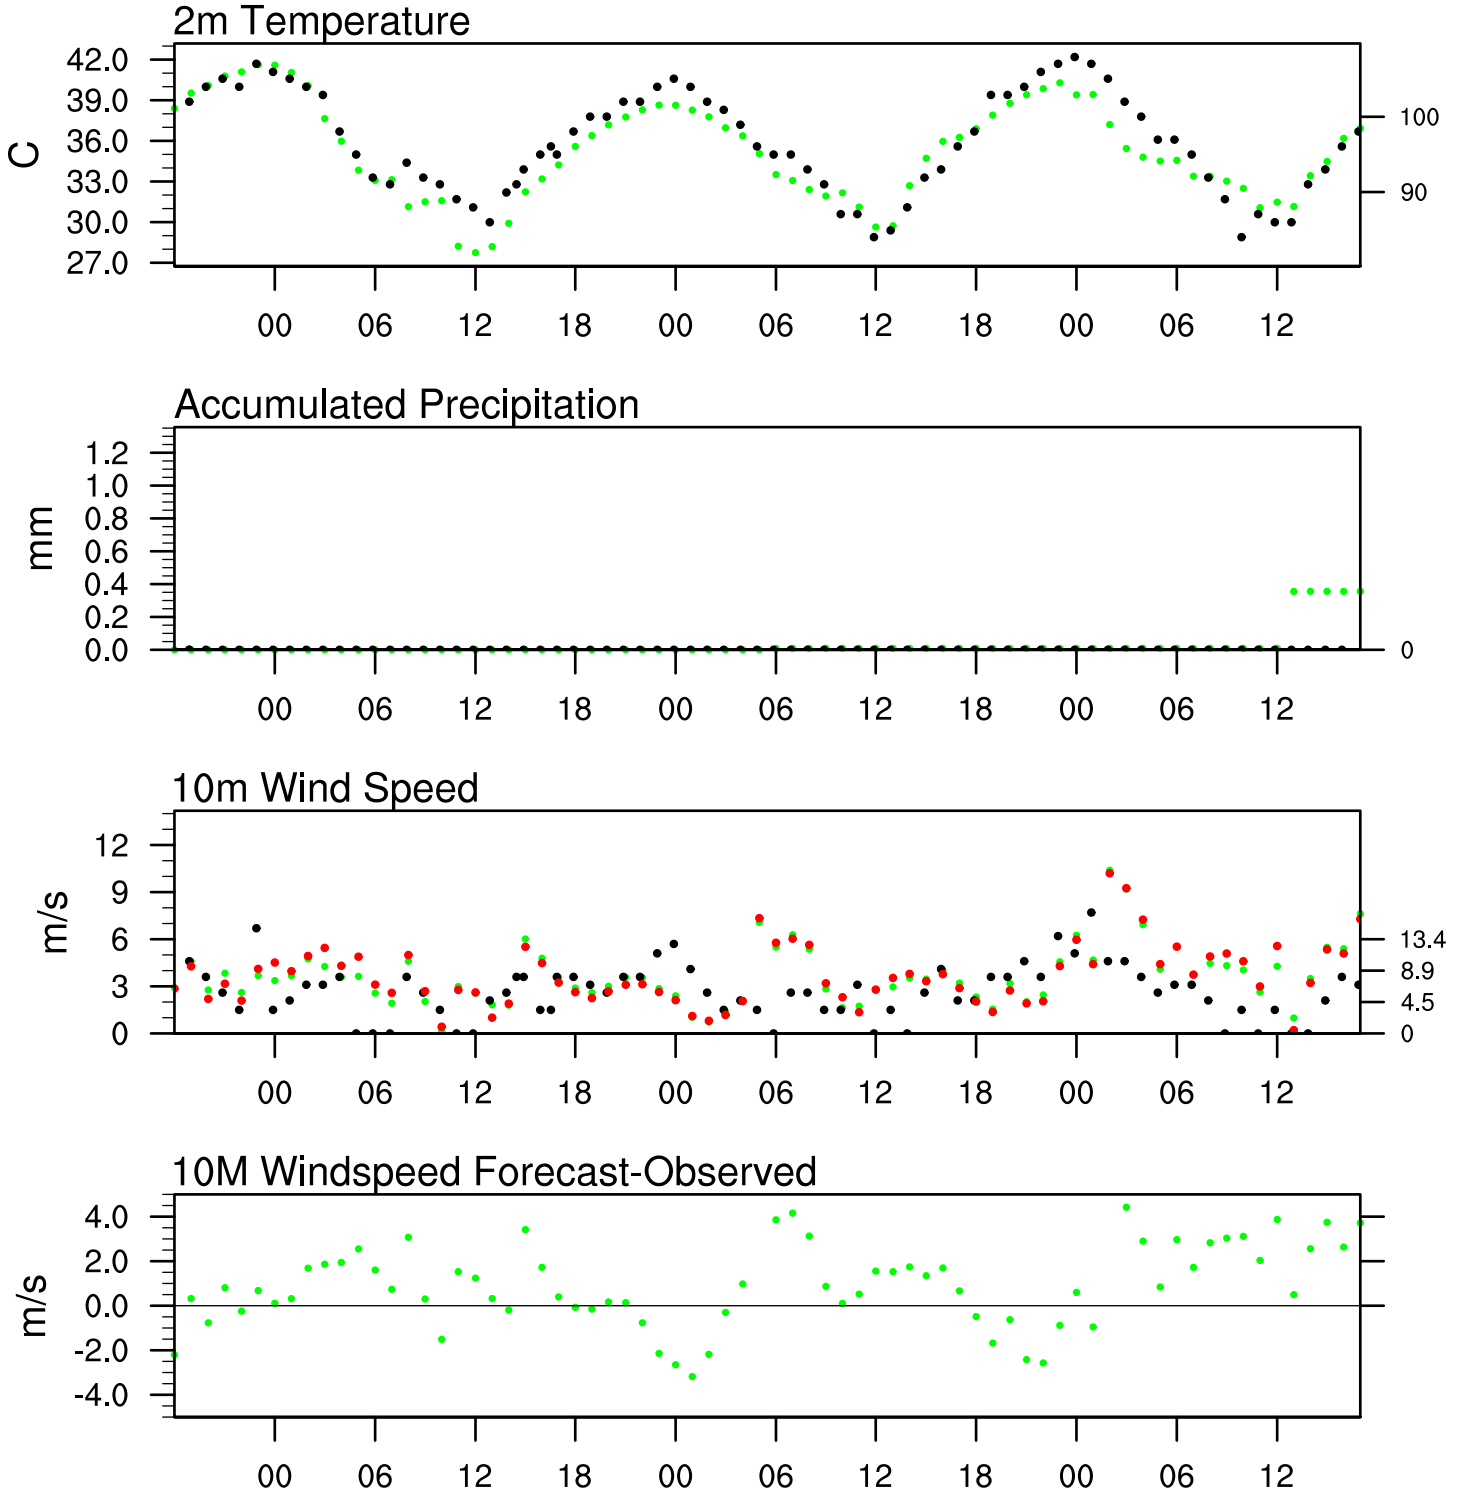 2m Temperature
42.0
39.0
36.0
33.0
30.0
27.0
C
100
90
00 06 12 18 00 06 12 18 00 06 12
Accumulated Precipitation
1.2
1.0
0.8
0.6
0.4
0.2
0.0
mm
0
00 06 12 18 00 06 12 18 00 06 12
10m Wind Speed
12
9
6
3
0
m/s
13.4
8.9
4.5
0
00 06 12 18 00 06 12 18 00 06 12
10M Windspeed Forecast-Observed
4.0
2.0
0.0
-2.0
-4.0
m/s
00 06 12 18 00 06 12 18 00 06 12